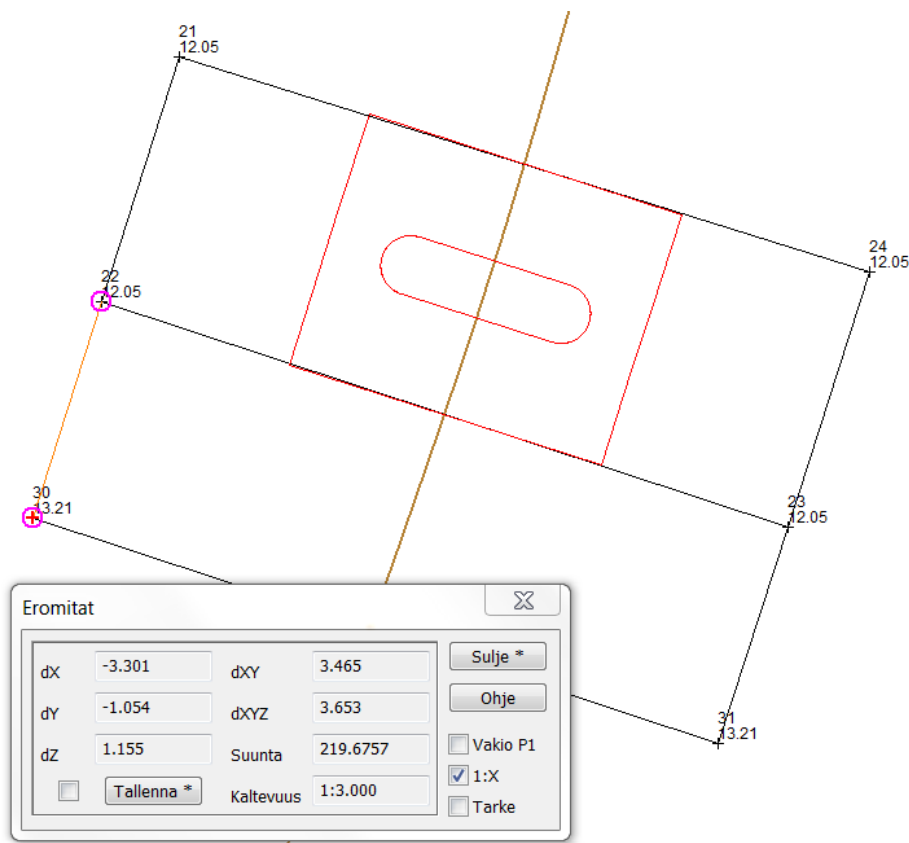 21
12.05
24
12.05
22
12.05
30
13.21
23
12.05
31
13.21
Eromitat
dX -3.301 dXY 3.465 Sulje *
dY -1.054 dXYZ 3.653 Ohje
dZ 1.155 Suunta 219.6757 Vakio P1
Tallenna * Kaltevuus 1:3.000 1:X
Tarke